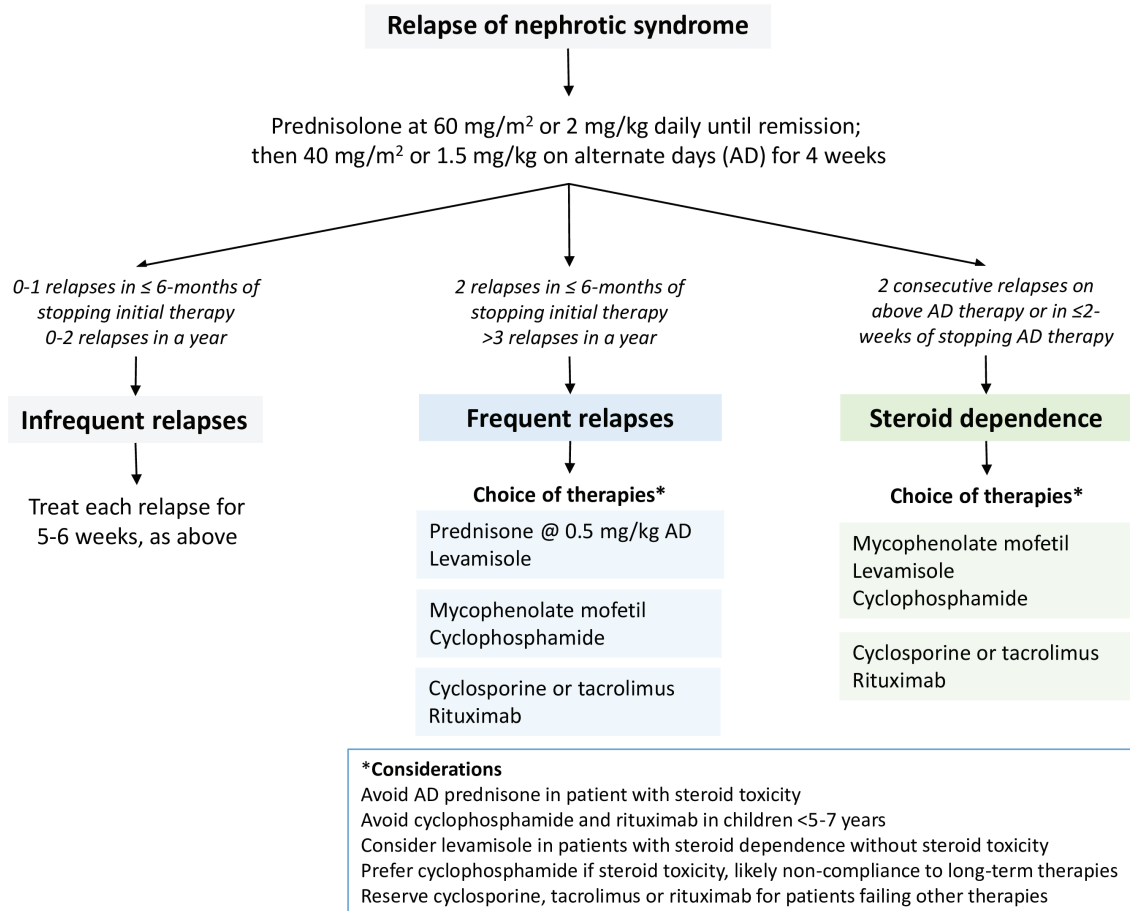 Relapse of nephrotic syndrome
Prednisolone at 60 mg/m² or 2 mg/kg daily until remission;
then 40 mg/m² or 1.5 mg/kg on alternate days (AD) for 4 weeks
0-1 relapses in ≤ 6-months of
stopping initial therapy
0-2 relapses in a year
2 relapses in ≤ 6-months of
stopping initial therapy
>3 relapses in a year
2 consecutive relapses on
above AD therapy or in ≤2-
weeks of stopping AD therapy
Infrequent relapses
Frequent relapses
Steroid dependence
Treat each relapse for
5-6 weeks, as above
Choice of therapies*
Prednisone @ 0.5 mg/kg AD
Levamisole
Mycophenolate mofetil
Cyclophosphamide
Cyclosporine or tacrolimus
Rituximab
Choice of therapies*
Mycophenolate mofetil
Levamisole
Cyclophosphamide
Cyclosporine or tacrolimus
Rituximab
*Considerations
Avoid AD prednisone in patient with steroid toxicity
Avoid cyclophosphamide and rituximab in children <5-7 years
Consider levamisole in patients with steroid dependence without steroid toxicity
Prefer cyclophosphamide if steroid toxicity, likely non-compliance to long-term therapies
Reserve cyclosporine, tacrolimus or rituximab for patients failing other therapies